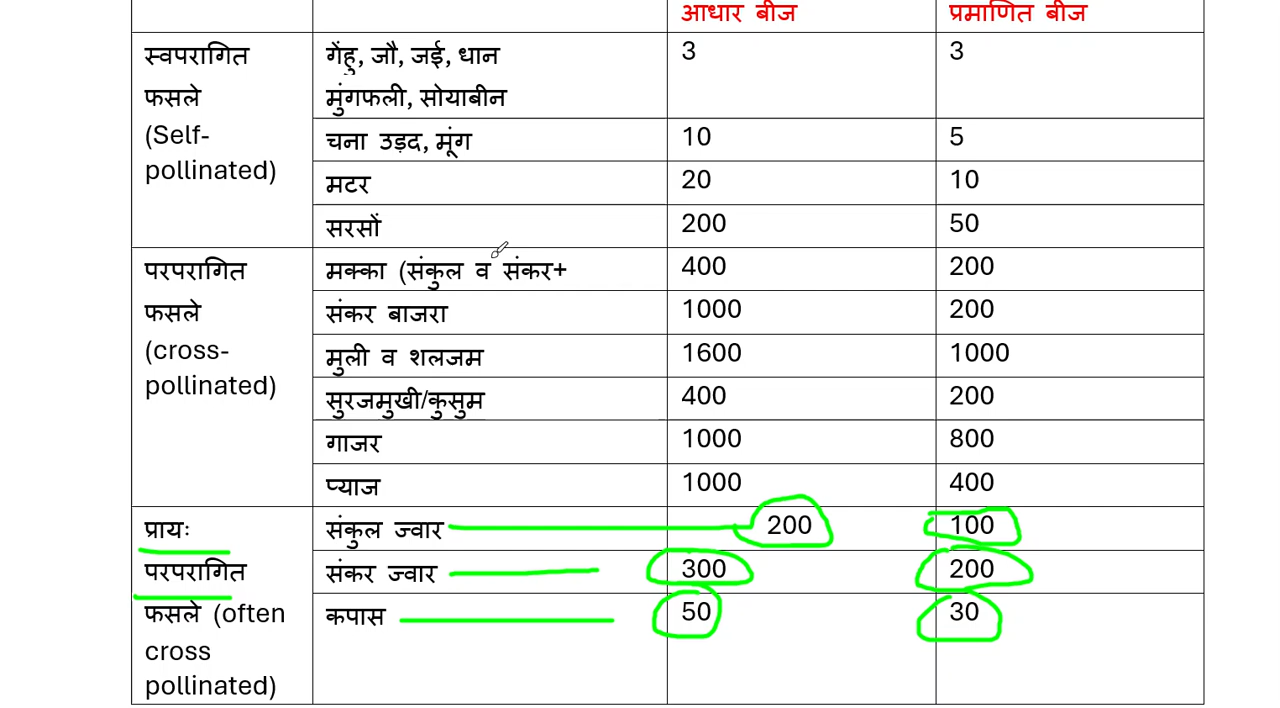 आधार बीज प्रमाणित बीज
स्वपरागित गेंहु, जौ, जई, धान 3 3
फसले मुंगफली, सोयाबीन
(Self- चना उड़द, मूंग 10 5
pollinated) मटर 20 10
सरसों 200 50
परपरागित मक्का (संकुल व संकर+ 400 200
फसले संकर बाजरा 1000 200
(cross- मुली व शलजम 1600 1000
pollinated) सुरजमुखी/कुसुम 400 200
गाजर 1000 800
प्याज 1000 400
प्रायः संकुल ज्वार 200 100
परपरागित संकर ज्वार 300 200
फसले (often कपास 50 30
cross
pollinated)